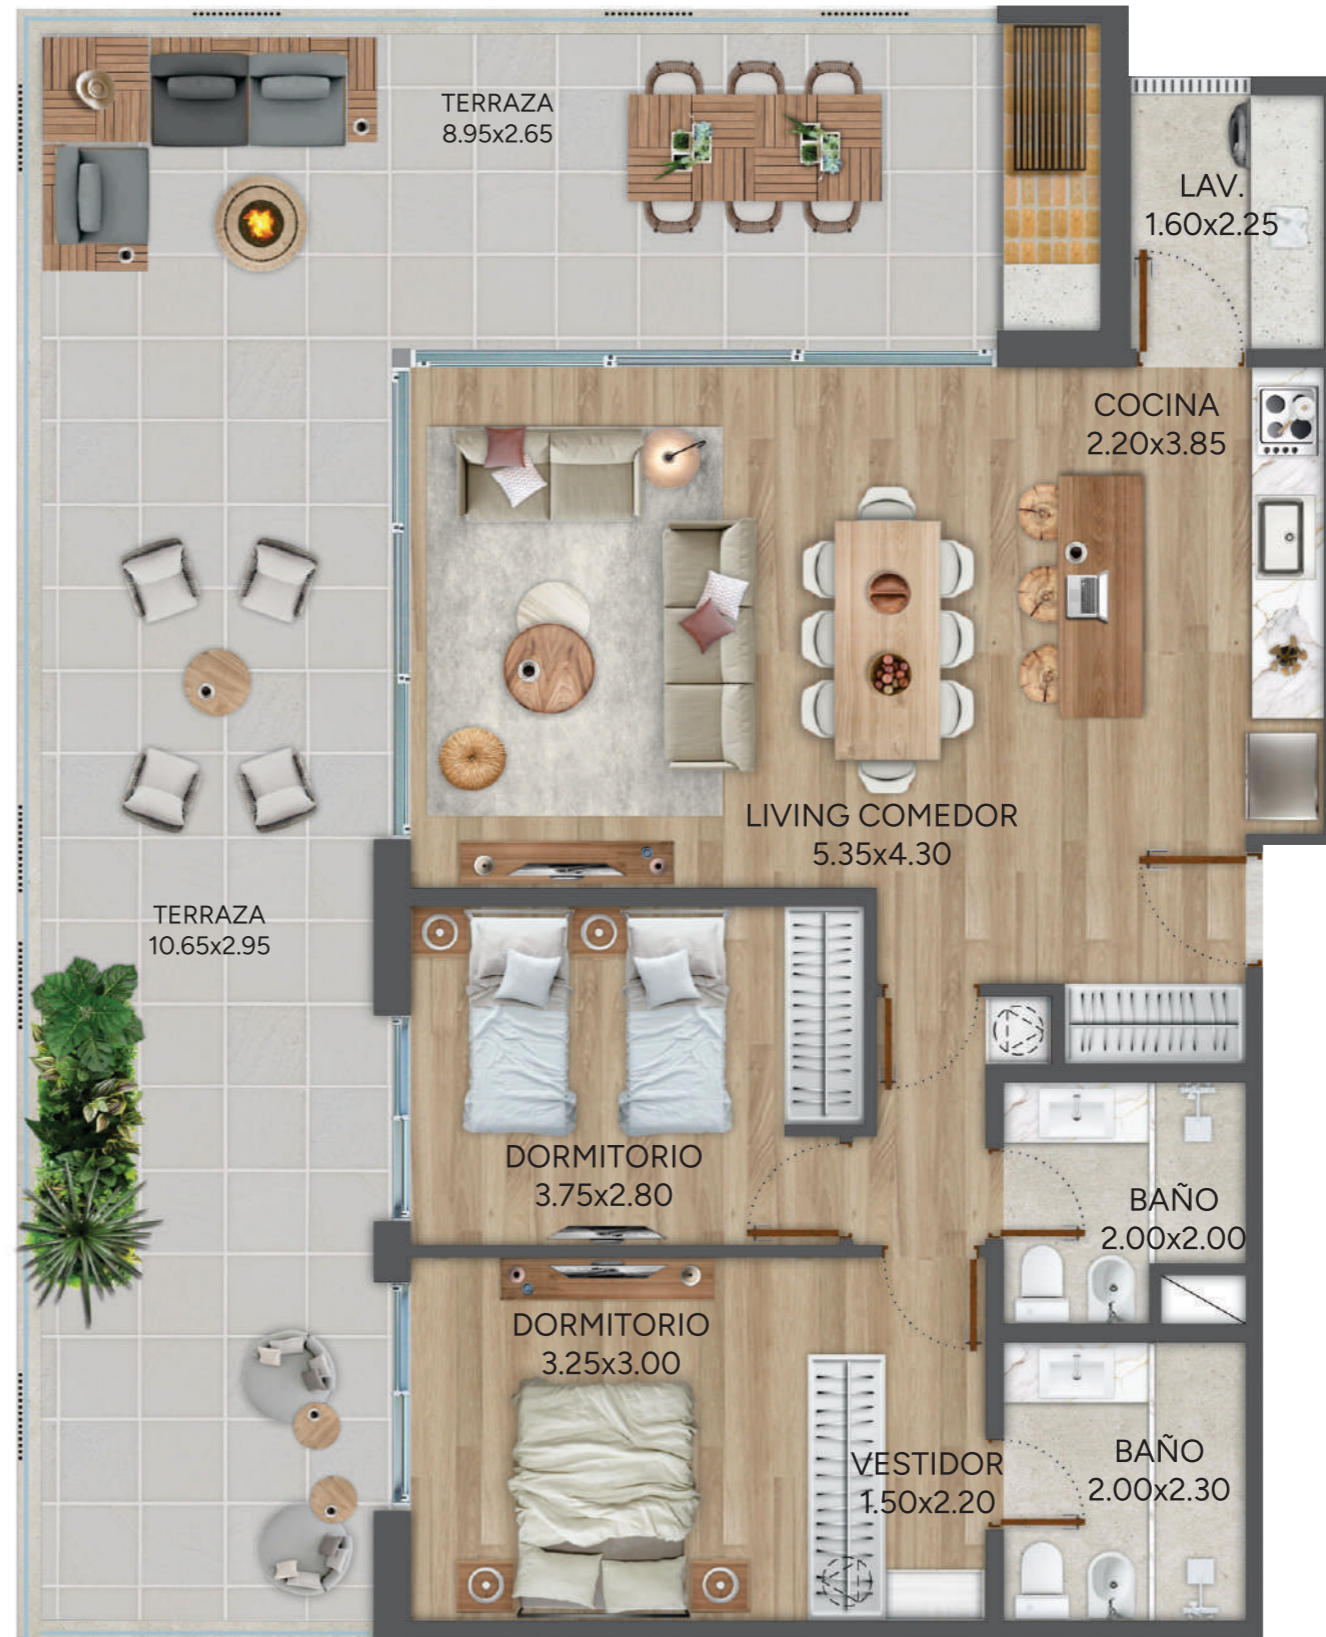 TERRAZA
8.95x2.65
LAV.
1.60x2.25
COCINA
2.20x3.85
LIVING COMEDOR
5.35x4.30
TERRAZA
10.65x2.95
DORMITORIO
3.75x2.80
BAÑO
2.00x2.00
DORMITORIO
3.25x3.00
VESTIDOR
1.50x2.20
BAÑO
2.00x2.30